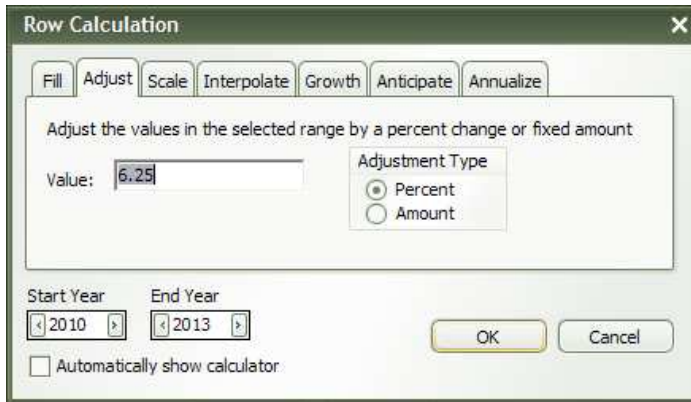 Row Calculation
Fill Adjust Scale Interpolate Growth Anticipate Annualize
Adjust the values in the selected range by a percent change or fixed amount
Value: 6.25
Adjustment Type
Percent
Amount
Start Year End Year
2010 2013
OK Cancel
Automatically show calculator